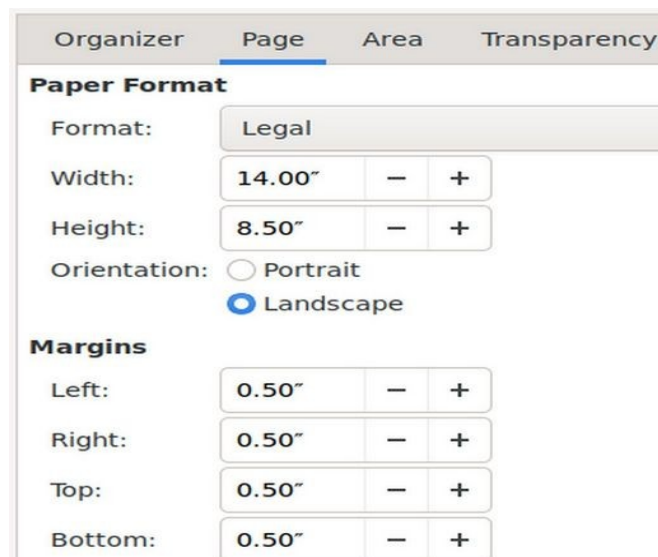 Organizer Page Area Transparency
Paper Format
Format: Legal
Width: 14.00″ − +
Height: 8.50″ − +
Orientation: Portrait
Landscape
Margins
Left: 0.50″ − +
Right: 0.50″ − +
Top: 0.50″ − +
Bottom: 0.50″ − +